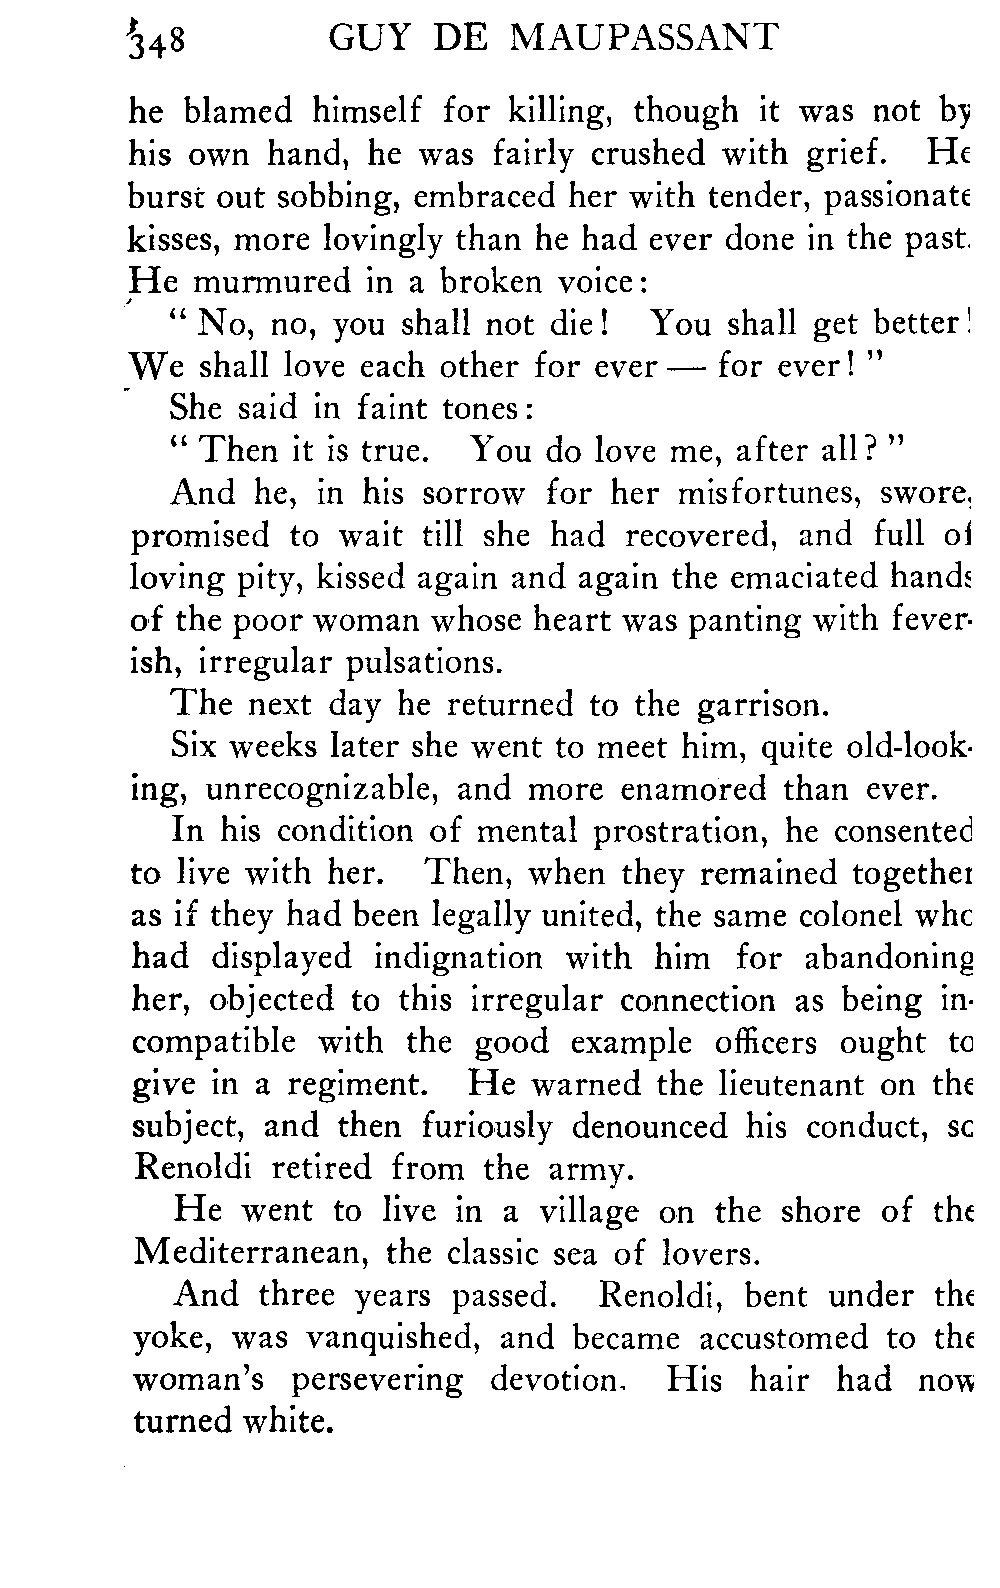 348 GUY DE MAUPASSANT
he blamed himself for killing, though it was not by
his own hand, he was fairly crushed with grief. He
burst out sobbing, embraced her with tender, passionate
kisses, more lovingly than he had ever done in the past.
He murmured in a broken voice:
“ No, no, you shall not die! You shall get better!
We shall love each other for ever — for ever! ”
She said in faint tones:
“ Then it is true. You do love me, after all? ”
And he, in his sorrow for her misfortunes, swore,
promised to wait till she had recovered, and full of
loving pity, kissed again and again the emaciated hands
of the poor woman whose heart was panting with fever-
ish, irregular pulsations.
The next day he returned to the garrison.
Six weeks later she went to meet him, quite old-look-
ing, unrecognizable, and more enamored than ever.
In his condition of mental prostration, he consented
to live with her. Then, when they remained together
as if they had been legally united, the same colonel who
had displayed indignation with him for abandoning
her, objected to this irregular connection as being in-
compatible with the good example officers ought to
give in a regiment. He warned the lieutenant on the
subject, and then furiously denounced his conduct, so
Renoldi retired from the army.
He went to live in a village on the shore of the
Mediterranean, the classic sea of lovers.
And three years passed. Renoldi, bent under the
yoke, was vanquished, and became accustomed to the
woman's persevering devotion. His hair had now
turned white.